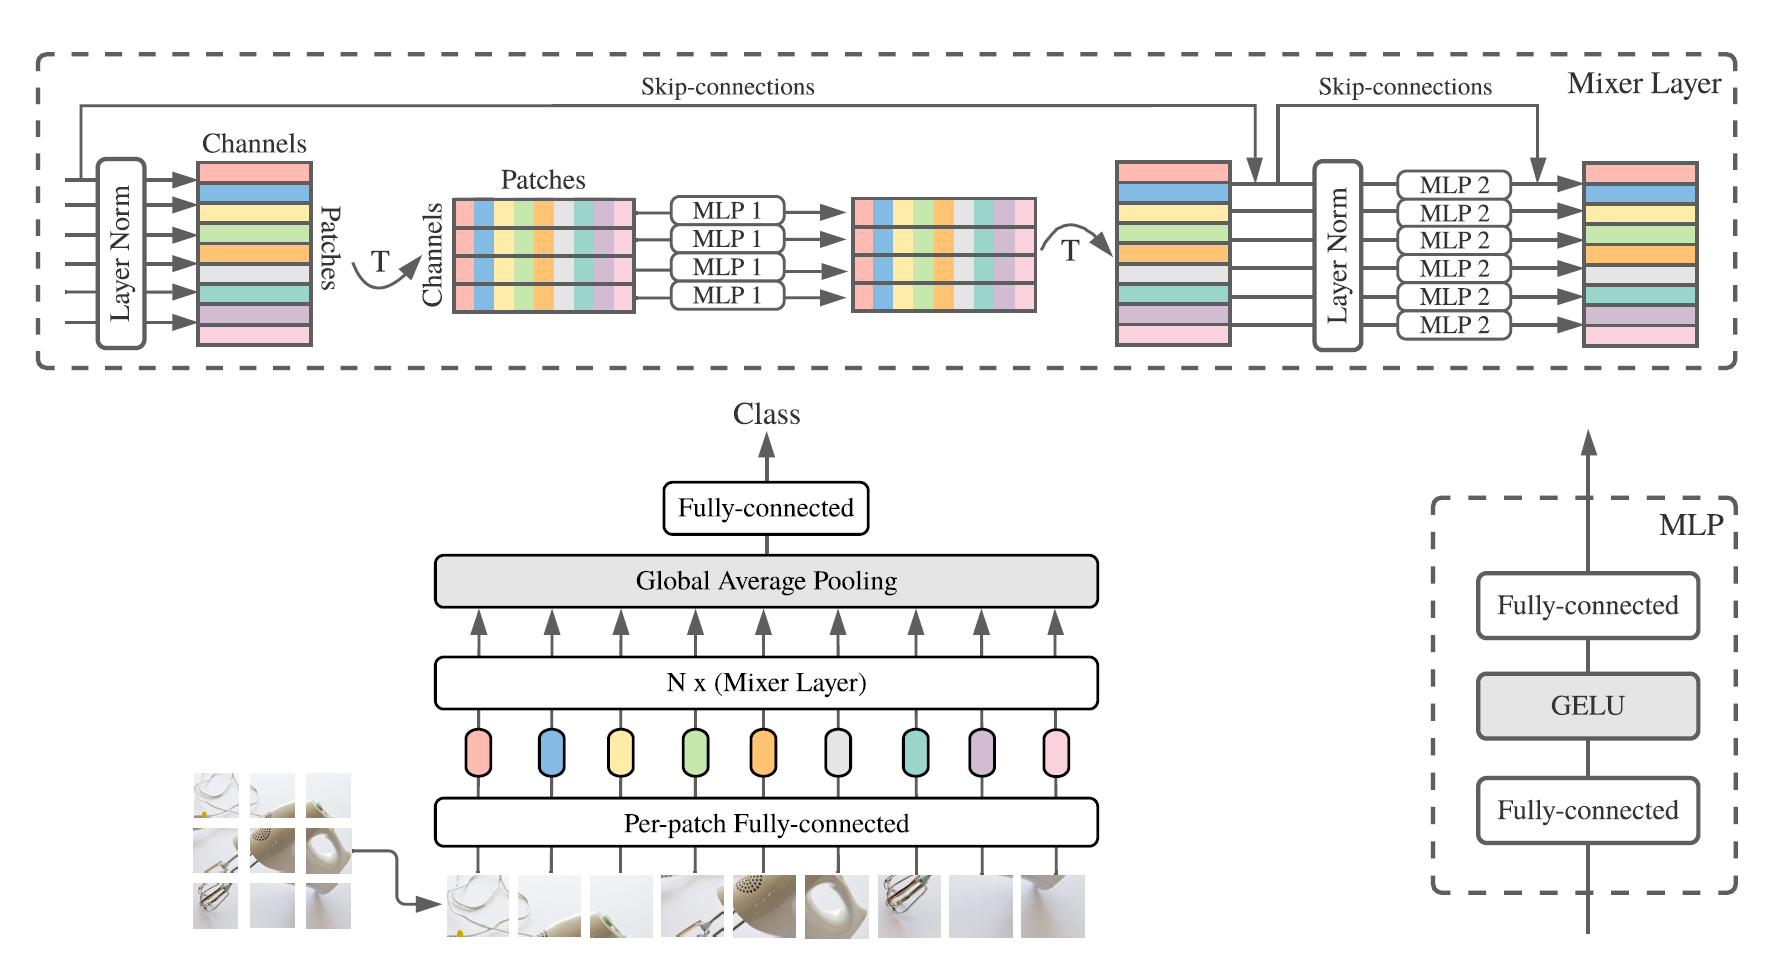 Mixer Layer
Skip-connections
Skip-connections
Channels
Layer Norm
Patches
T
Patches
Channels
MLP 1
MLP 1
MLP 1
MLP 1
T
Layer Norm
MLP 2
MLP 2
MLP 2
MLP 2
MLP 2
MLP 2
Class
Fully-connected
Global Average Pooling
N x (Mixer Layer)
Per-patch Fully-connected
MLP
Fully-connected
GELU
Fully-connected